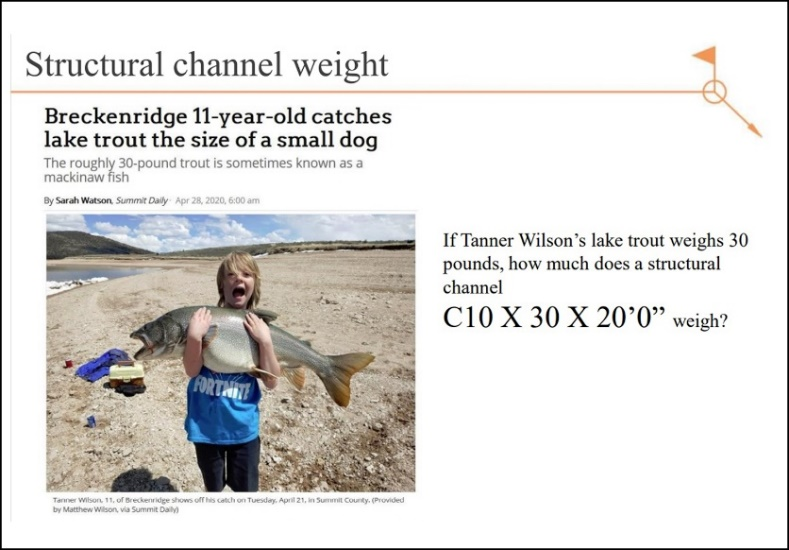 Structural channel weight
Breckenridge 11-year-old catches
lake trout the size of a small dog
The roughly 30-pound trout is sometimes known as a
mackinaw fish
By Sarah Watson, Summit Daily · Apr 28, 2020, 6:00 am
FORTNITE
Tanner Wilson, 11, of Breckenridge shows off his catch on Tuesday, April 21, in Summit County. (Provided
by Matthew Wilson, via Summit Daily)
If Tanner Wilson’s lake trout weighs 30
pounds, how much does a structural
channel
C10 X 30 X 20’0” weigh?